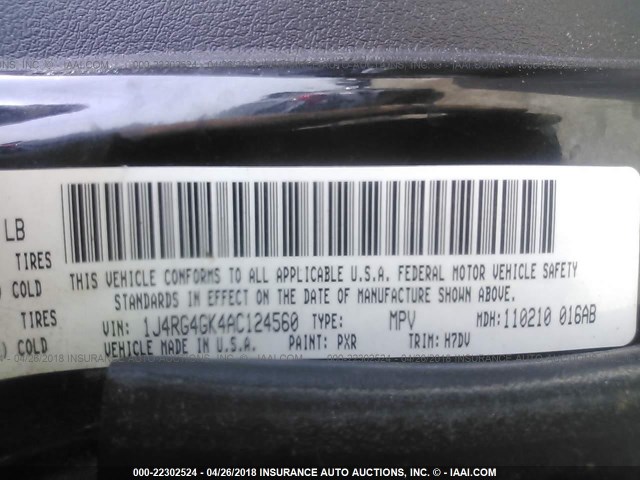 LB
TIRES
COLD
TIRES
) COLD
THIS VEHICLE CONFORMS TO ALL APPLICABLE U.S.A. FEDERAL MOTOR VEHICLE SAFETY
STANDARDS IN EFFECT ON THE DATE OF MANUFACTURE SHOWN ABOVE.
VIN: 1J4RG4GK4AC124560 TYPE: MPV MDH: 110210 016AB
VEHICLE MADE IN U.S.A. PAINT: PXR TRIM: H7DV
000-22302524 - 04/26/2018 INSURANCE AUTO AUCTIONS, INC. - © IAAI.COM